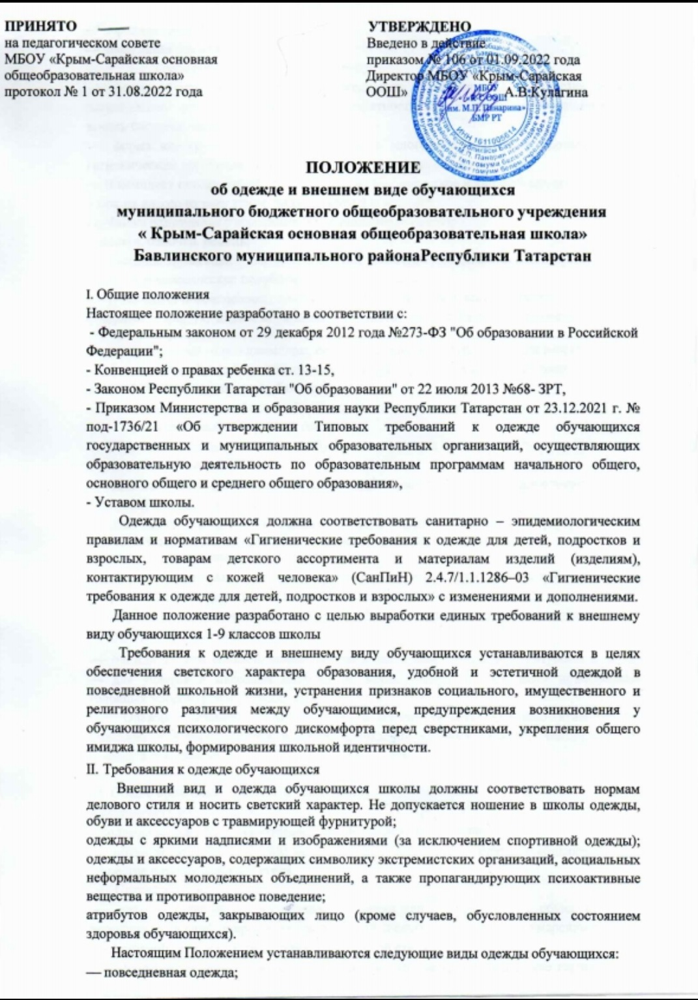 ПРИНЯТО
на педагогическом совете
МБОУ «Крым-Сарайская основная
общеобразовательная школа»
протокол № 1 от 31.08.2022 года
УТВЕРЖДЕНО
Введено в действие
приказом № 106 от 01.09.2022 года
Директор МБОУ «Крым-Сарайская
ООШ» А.В.Кулагина
МБОУ
ООШ
им. М.П. Панарина»
БМР РТ
ИНН 1611005614
ПОЛОЖЕНИЕ
об одежде и внешнем виде обучающихся
муниципального бюджетного общеобразовательного учреждения
« Крым-Сарайская основная общеобразовательная школа»
Бавлинского муниципального районаРеспублики Татарстан
I. Общие положения
Настоящее положение разработано в соответствии с:
- Федеральным законом от 29 декабря 2012 года №273-ФЗ "Об образовании в Российской
Федерации";
- Конвенцией о правах ребенка ст. 13-15,
- Законом Республики Татарстан "Об образовании" от 22 июля 2013 №68- ЗРТ,
- Приказом Министерства и образования науки Республики Татарстан от 23.12.2021 г. №
под-1736/21 «Об утверждении Типовых требований к одежде обучающихся
государственных и муниципальных образовательных организаций, осуществляющих
образовательную деятельность по образовательным программам начального общего,
основного общего и среднего общего образования»,
- Уставом школы.
Одежда обучающихся должна соответствовать санитарно – эпидемиологическим
правилам и нормативам «Гигиенические требования к одежде для детей, подростков и
взрослых, товарам детского ассортимента и материалам изделий (изделиям),
контактирующим с кожей человека» (СанПиН) 2.4.7/1.1.1286–03 «Гигиенические
требования к одежде для детей, подростков и взрослых» с изменениями и дополнениями.
Данное положение разработано с целью выработки единых требований к внешнему
виду обучающихся 1-9 классов школы
Требования к одежде и внешнему виду обучающихся устанавливаются в целях
обеспечения светского характера образования, удобной и эстетичной одеждой в
повседневной школьной жизни, устранения признаков социального, имущественного и
религиозного различия между обучающимися, предупреждения возникновения у
обучающихся психологического дискомфорта перед сверстниками, укрепления общего
имиджа школы, формирования школьной идентичности.
II. Требования к одежде обучающихся
Внешний вид и одежда обучающихся школы должны соответствовать нормам
делового стиля и носить светский характер. Не допускается ношение в школы одежды,
обуви и аксессуаров с травмирующей фурнитурой;
одежды с яркими надписями и изображениями (за исключением спортивной одежды);
одежды и аксессуаров, содержащих символику экстремистских организаций, асоциальных
неформальных молодежных объединений, а также пропагандирующих психоактивные
вещества и противоправное поведение;
атрибутов одежды, закрывающих лицо (кроме случаев, обусловленных состоянием
здоровья обучающихся).
Настоящим Положением устанавливаются следующие виды одежды обучающихся:
— повседневная одежда;